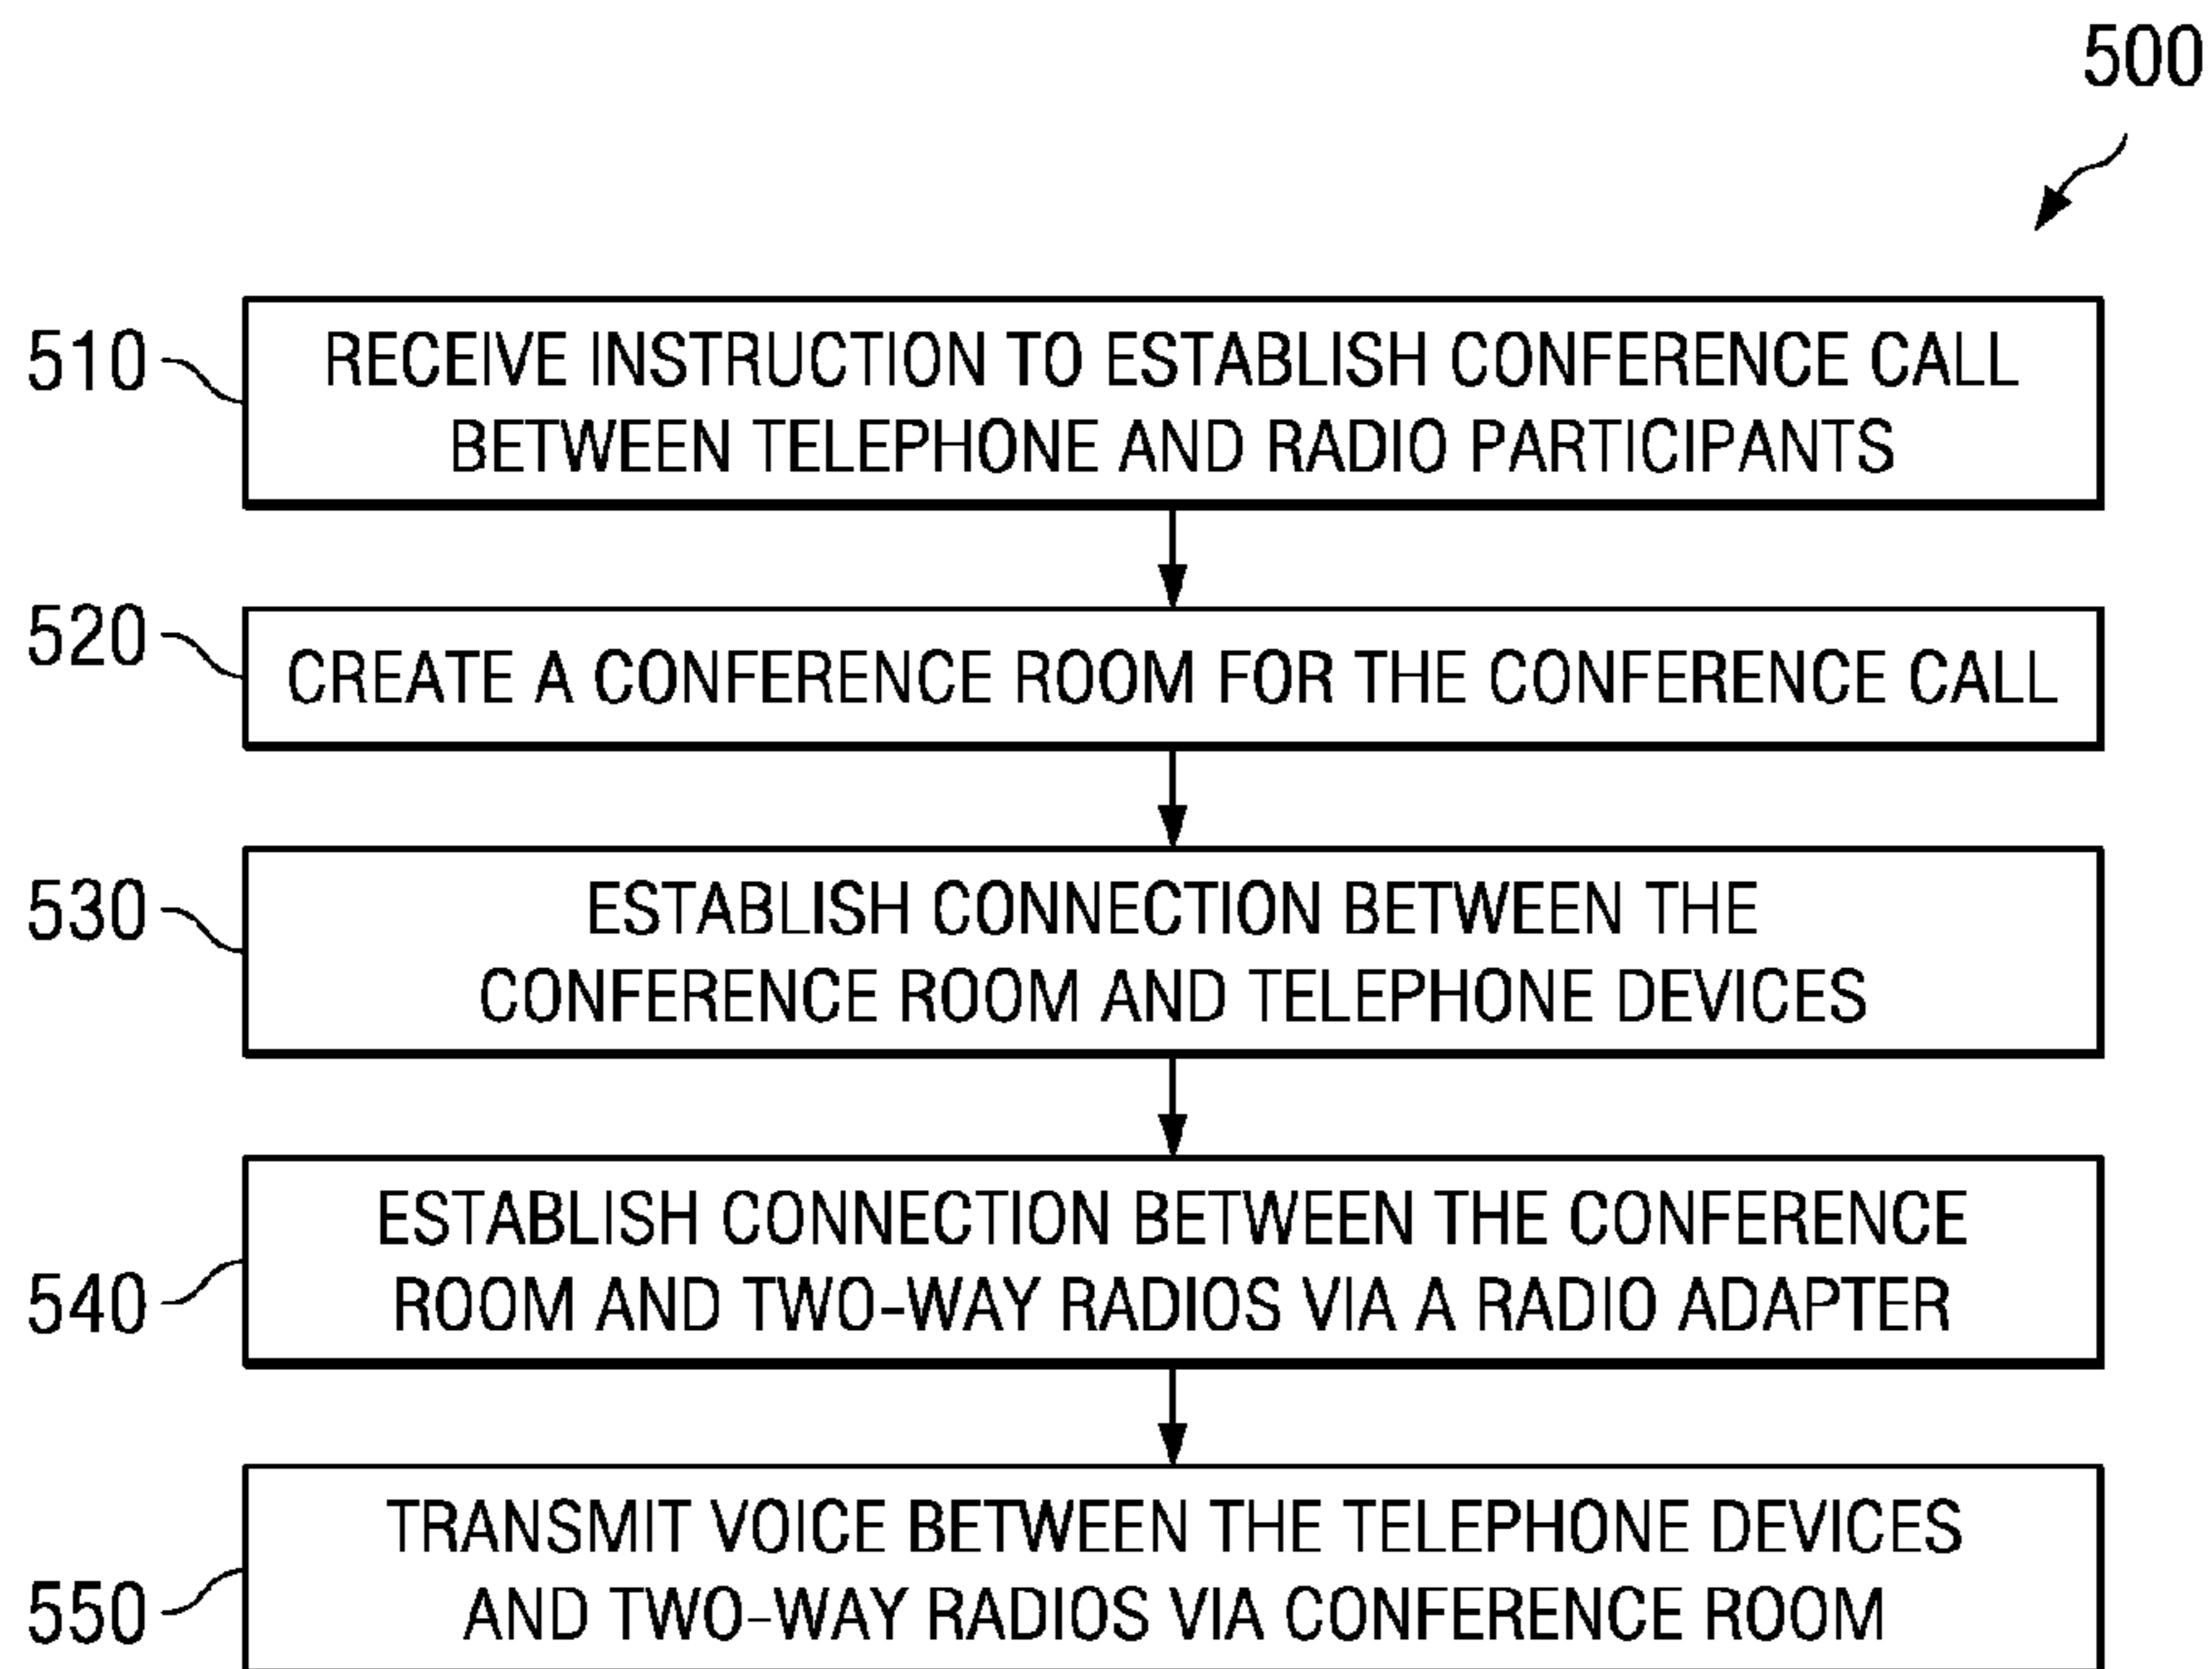 500
510
RECEIVE INSTRUCTION TO ESTABLISH CONFERENCE CALL
BETWEEN TELEPHONE AND RADIO PARTICIPANTS
520
CREATE A CONFERENCE ROOM FOR THE CONFERENCE CALL
530
ESTABLISH CONNECTION BETWEEN THE
CONFERENCE ROOM AND TELEPHONE DEVICES
540
ESTABLISH CONNECTION BETWEEN THE CONFERENCE
ROOM AND TWO-WAY RADIOS VIA A RADIO ADAPTER
550
TRANSMIT VOICE BETWEEN THE TELEPHONE DEVICES
AND TWO-WAY RADIOS VIA CONFERENCE ROOM